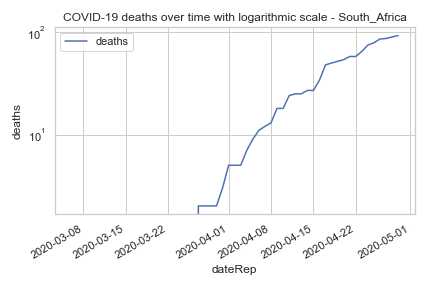 COVID-19 deaths over time with logarithmic scale - South_Africa
deaths
10²
10¹
deaths
2020-03-08
2020-03-15
2020-03-22
2020-04-01
2020-04-08
2020-04-15
2020-04-22
2020-05-01
dateRep